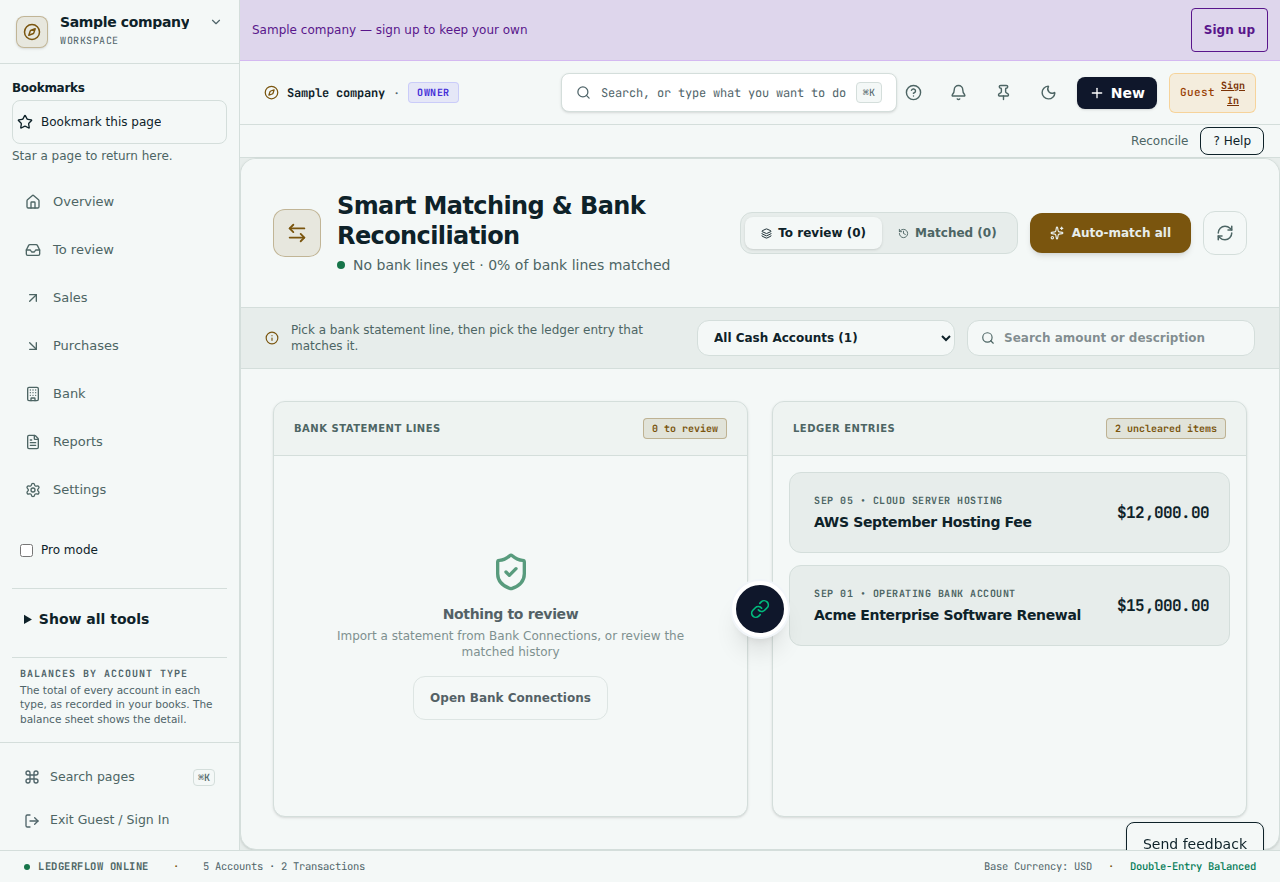 Sample company
WORKSPACE
Bookmarks
Bookmark this page
Star a page to return here.
Overview
To review
Sales
Purchases
Bank
Reports
Settings
Pro mode
Show all tools
BALANCES BY ACCOUNT TYPE
The total of every account in each
type, as recorded in your books. The
balance sheet shows the detail.
Search pages ⌘K
Exit Guest / Sign In
Sample company — sign up to keep your own
Sign up
Sample company · OWNER
Search, or type what you want to do ⌘K
New
Guest Sign
In
Reconcile
? Help
Smart Matching & Bank
Reconciliation
No bank lines yet · 0% of bank lines matched
To review (0)
Matched (0)
Auto-match all
Pick a bank statement line, then pick the ledger entry that
matches it.
All Cash Accounts (1)
Search amount or description
BANK STATEMENT LINES
0 to review
Nothing to review
Import a statement from Bank Connections, or review the
matched history
Open Bank Connections
LEDGER ENTRIES
2 uncleared items
SEP 05 • CLOUD SERVER HOSTING
AWS September Hosting Fee
$12,000.00
SEP 01 • OPERATING BANK ACCOUNT
Acme Enterprise Software Renewal
$15,000.00
Send feedback
LEDGERFLOW ONLINE · 5 Accounts · 2 Transactions
Base Currency: USD · Double-Entry Balanced